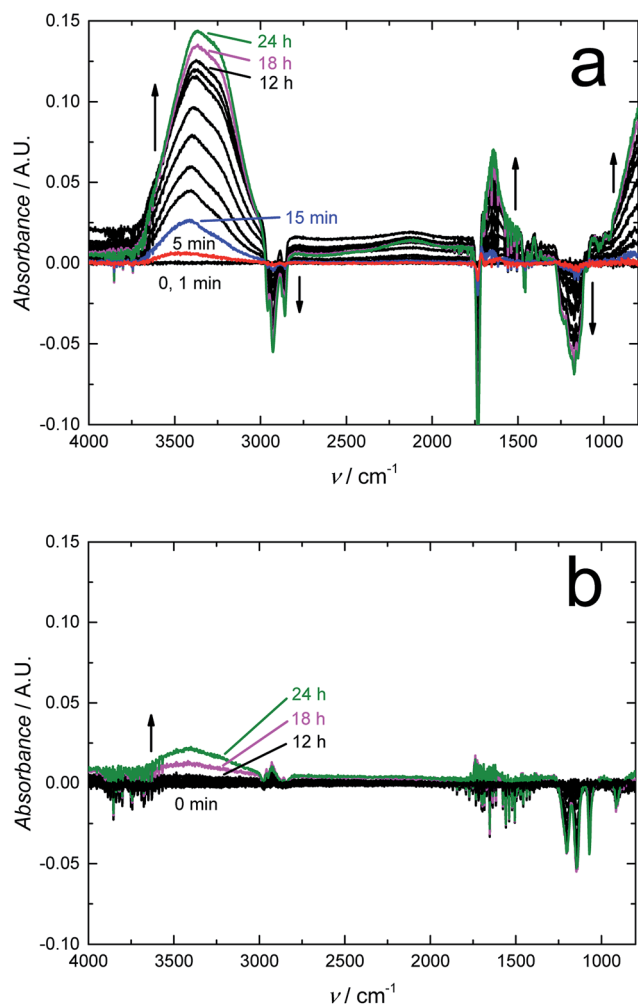 a
0.15
0.10
0.05
0.00
-0.05
-0.10
Absorbance / A.U.
24 h
18 h
12 h
15 min
5 min
0, 1 min
4000 3500 3000 2500 2000 1500 1000
ν / cm⁻¹
b
0.15
0.10
0.05
0.00
-0.05
-0.10
Absorbance / A.U.
24 h
18 h
12 h
0 min
4000 3500 3000 2500 2000 1500 1000
ν / cm⁻¹